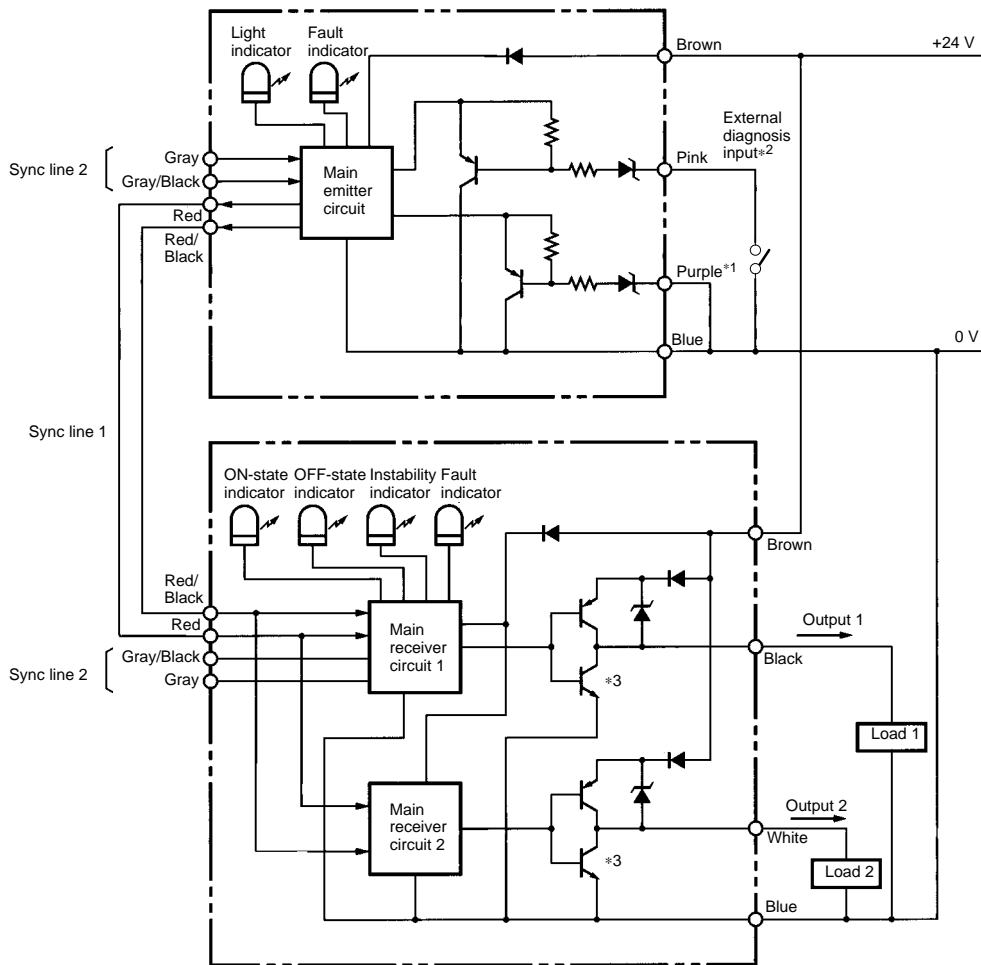 Light indicator
Fault indicator
Brown
+24 V
External diagnosis input*2
Sync line 2
Gray
Gray/Black
Red
Red/Black
Main emitter circuit
Pink
Purple*1
Blue
0 V
Sync line 1
ON-state indicator
OFF-state indicator
Instability indicator
Fault indicator
Brown
Red/Black
Red
Sync line 2
Gray/Black
Gray
Main receiver circuit 1
Output 1
Black
*3
Load 1
Main receiver circuit 2
Output 2
White
*3
Load 2
Blue